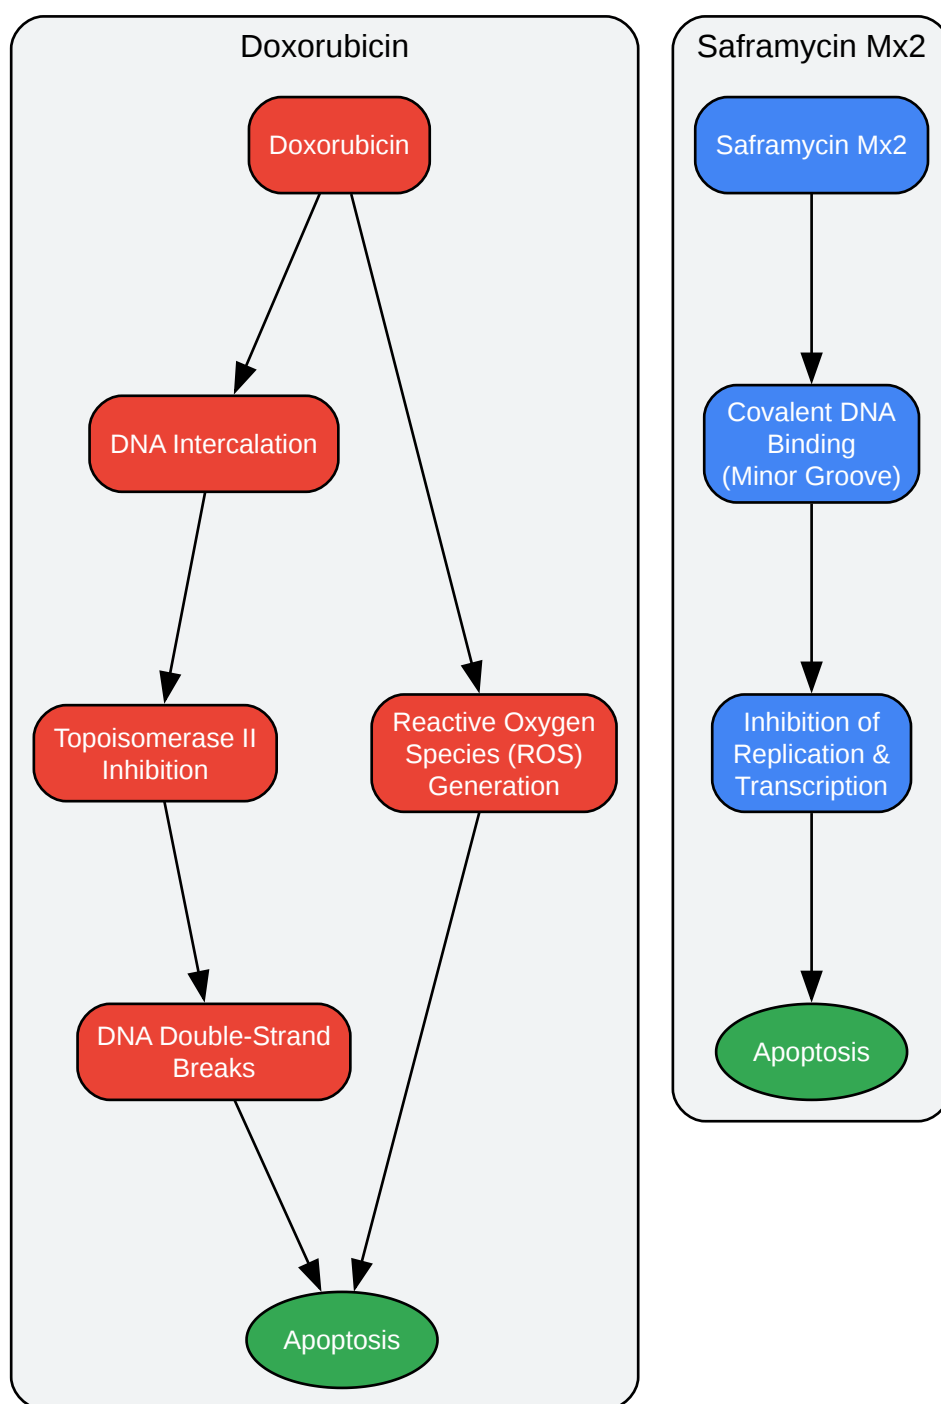 Doxorubicin
Doxorubicin
DNA Intercalation
Topoisomerase II
Inhibition
Reactive Oxygen
Species (ROS)
Generation
DNA Double-Strand
Breaks
Apoptosis
Saframycin Mx2
Saframycin Mx2
Covalent DNA
Binding
(Minor Groove)
Inhibition of
Replication &
Transcription
Apoptosis